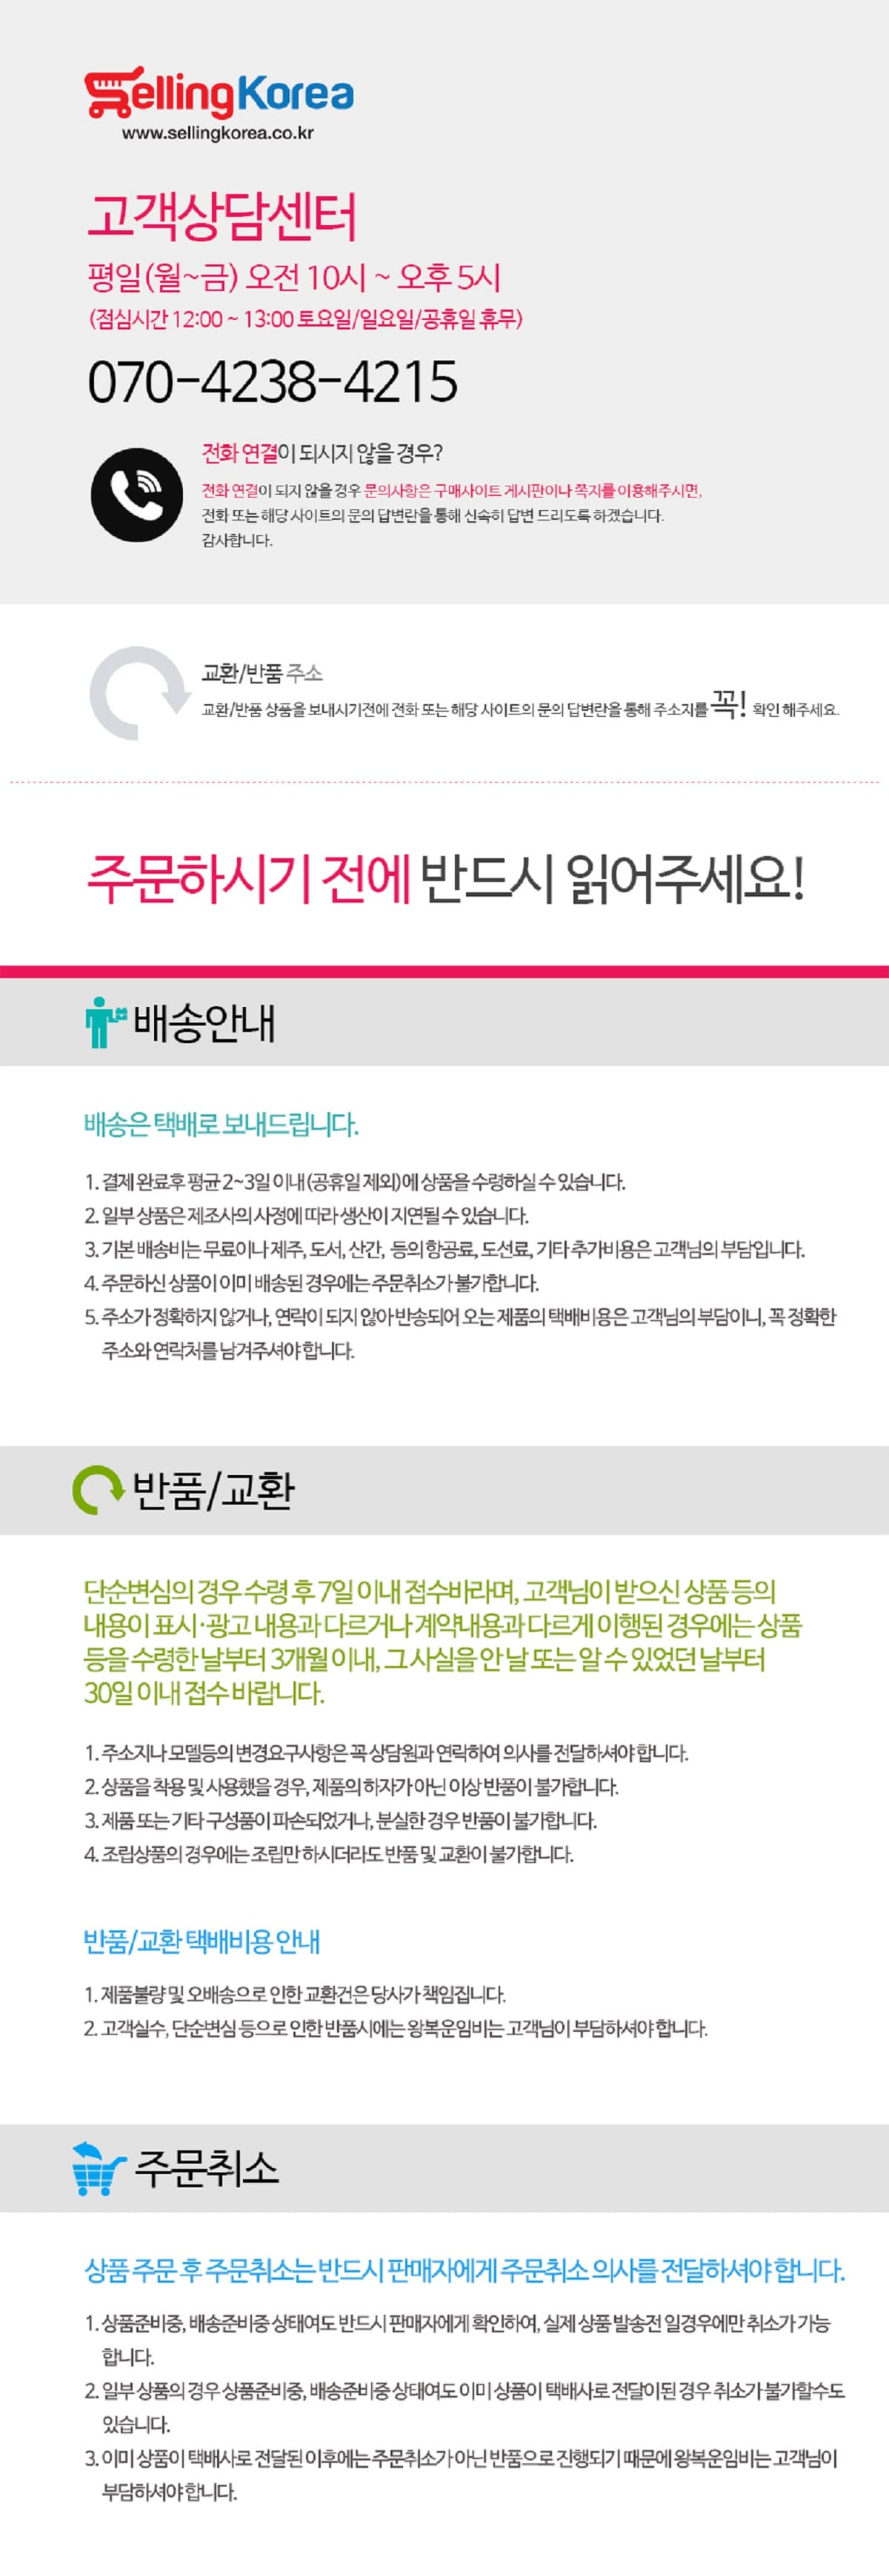 SellingKorea
www.sellingkorea.co.kr
고객상담센터
평일(월~금) 오전 10시 ~ 오후 5시
(점심시간 12:00 ~ 13:00 토요일/일요일/공휴일 휴무)
070-4238-4215
전화 연결이 되시지 않을 경우?
전화 연결이 되지 않을 경우 문의사항은 구매사이트 게시판이나 쪽지를 이용해주시면,
전화 또는 해당 사이트의 문의 답변란을 통해 신속히 답변 드리도록 하겠습니다.
감사합니다.
교환/반품 주소
교환/반품 상품을 보내시기전에 전화 또는 해당 사이트의 문의 답변란을 통해 주소지를 꼭! 확인 해주세요.
주문하시기 전에 반드시 읽어주세요!
배송안내
배송은 택배로 보내드립니다.
1. 결제 완료후 평균 2~3일 이내(공휴일 제외)에 상품을 수령하실 수 있습니다.
2. 일부 상품은 제조사의 사정에 따라 생산이 지연될 수 있습니다.
3. 기본 배송비는 무료이나 제주, 도서, 산간, 등의 항공료, 도선료, 기타 추가비용은 고객님의 부담입니다.
4. 주문하신 상품이 이미 배송된 경우에는 주문취소가 불가합니다.
5. 주소가 정확하지 않거나, 연락이 되지 않아 반송되어 오는 제품의 택배비용은 고객님의 부담이니, 꼭 정확한
주소와 연락처를 남겨주셔야 합니다.
반품/교환
단순변심의 경우 수령 후 7일 이내 접수바라며, 고객님이 받으신 상품 등의
내용이 표시·광고 내용과 다르거나 계약내용과 다르게 이행된 경우에는 상품
등을 수령한 날부터 3개월 이내, 그 사실을 안 날 또는 알 수 있었던 날부터
30일 이내 접수 바랍니다.
1. 주소지나 모델등의 변경요구사항은 꼭 상담원과 연락하여 의사를 전달하셔야 합니다.
2. 상품을 착용 및 사용했을 경우, 제품의 하자가 아닌 이상 반품이 불가합니다.
3. 제품 또는 기타 구성품이 파손되었거나, 분실한 경우 반품이 불가합니다.
4. 조립상품의 경우에는 조립만 하시더라도 반품 및 교환이 불가합니다.
반품/교환 택배비용 안내
1. 제품불량 및 오배송으로 인한 교환건은 당사가 책임집니다.
2. 고객실수, 단순변심 등으로 인한 반품시에는 왕복운임비는 고객님이 부담하셔야 합니다.
주문취소
상품 주문 후 주문취소는 반드시 판매자에게 주문취소 의사를 전달하셔야 합니다.
1. 상품준비중, 배송준비중 상태여도 반드시 판매자에게 확인하여, 실제 상품 발송전 일경우에만 취소가 가능
합니다.
2. 일부 상품의 경우 상품준비중, 배송준비중 상태여도 이미 상품이 택배사로 전달이된 경우 취소가 불가할수도
있습니다.
3. 이미 상품이 택배사로 전달된 이후에는 주문취소가 아닌 반품으로 진행되기 때문에 왕복운임비는 고객님이
부담하셔야 합니다.